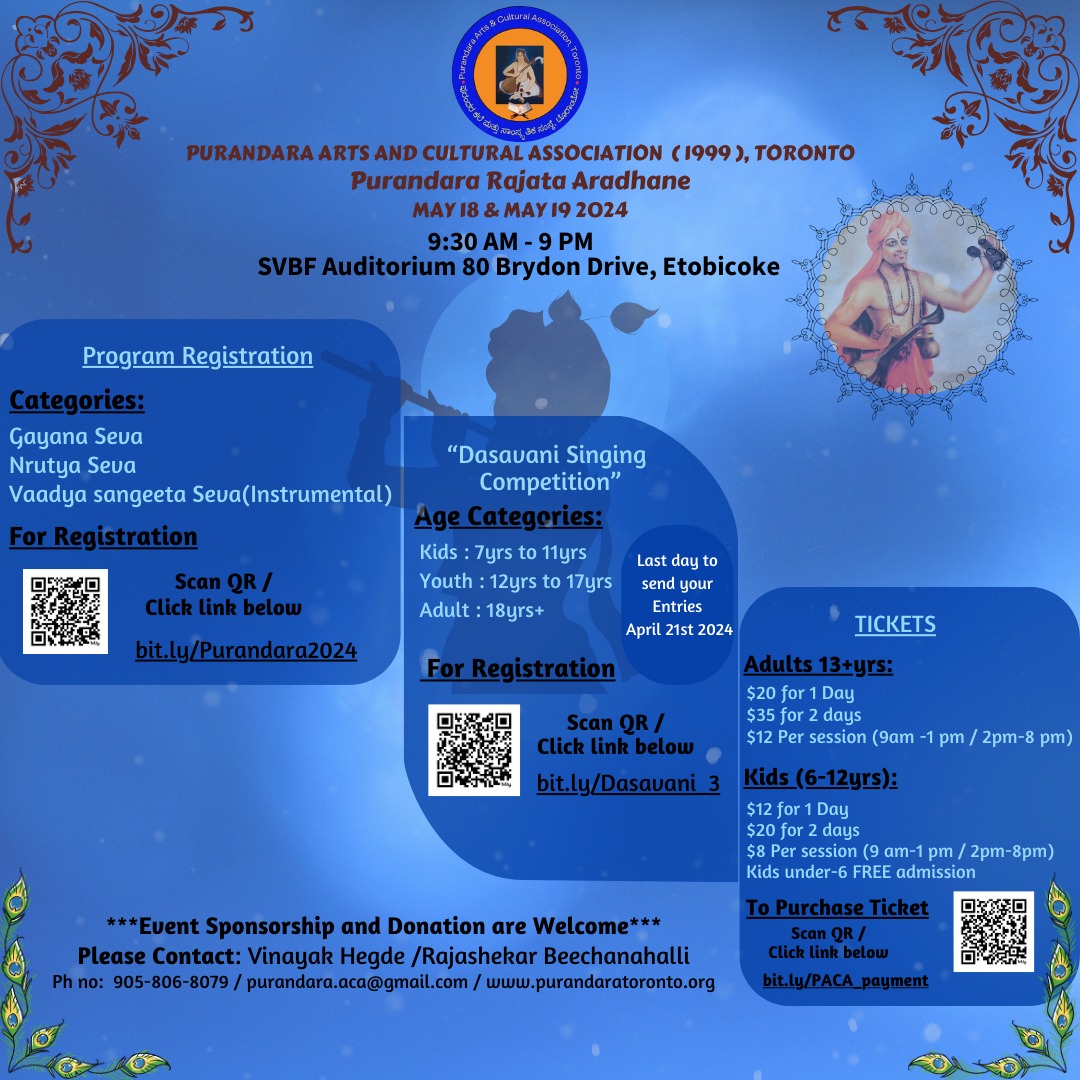 Purandara Arts & Cultural Association, Toronto
ಪುರಂದರ ಕಲೆ ಮತ್ತು ಸಾಂಸ್ಕೃತಿಕ ಸಂಸ್ಥೆ, ಟೊರಾಂಟೋ
PURANDARA ARTS AND CULTURAL ASSOCIATION ( 1999 ), TORONTO
Purandara Rajata Aradhane
MAY 18 & MAY 19 2024
9:30 AM - 9 PM
SVBF Auditorium 80 Brydon Drive, Etobicoke
Program Registration
Categories:
Gayana Seva
Nrutya Seva
Vaadya sangeeta Seva(Instrumental)
For Registration
Scan QR /
Click link below
bit.ly/Purandara2024
“Dasavani Singing
Competition”
Age Categories:
Kids : 7yrs to 11yrs
Youth : 12yrs to 17yrs
Adult : 18yrs+
Last day to
send your
Entries
April 21st 2024
For Registration
Scan QR /
Click link below
bit.ly/Dasavani_3
TICKETS
Adults 13+yrs:
$20 for 1 Day
$35 for 2 days
$12 Per session (9am -1 pm / 2pm-8 pm)
Kids (6-12yrs):
$12 for 1 Day
$20 for 2 days
$8 Per session (9 am-1 pm / 2pm-8pm)
Kids under-6 FREE admission
To Purchase Ticket
Scan QR /
Click link below
bit.ly/PACA_payment
***Event Sponsorship and Donation are Welcome***
Please Contact: Vinayak Hegde /Rajashekar Beechanahalli
Ph no: 905-806-8079 / purandara.aca@gmail.com / www.purandaratoronto.org